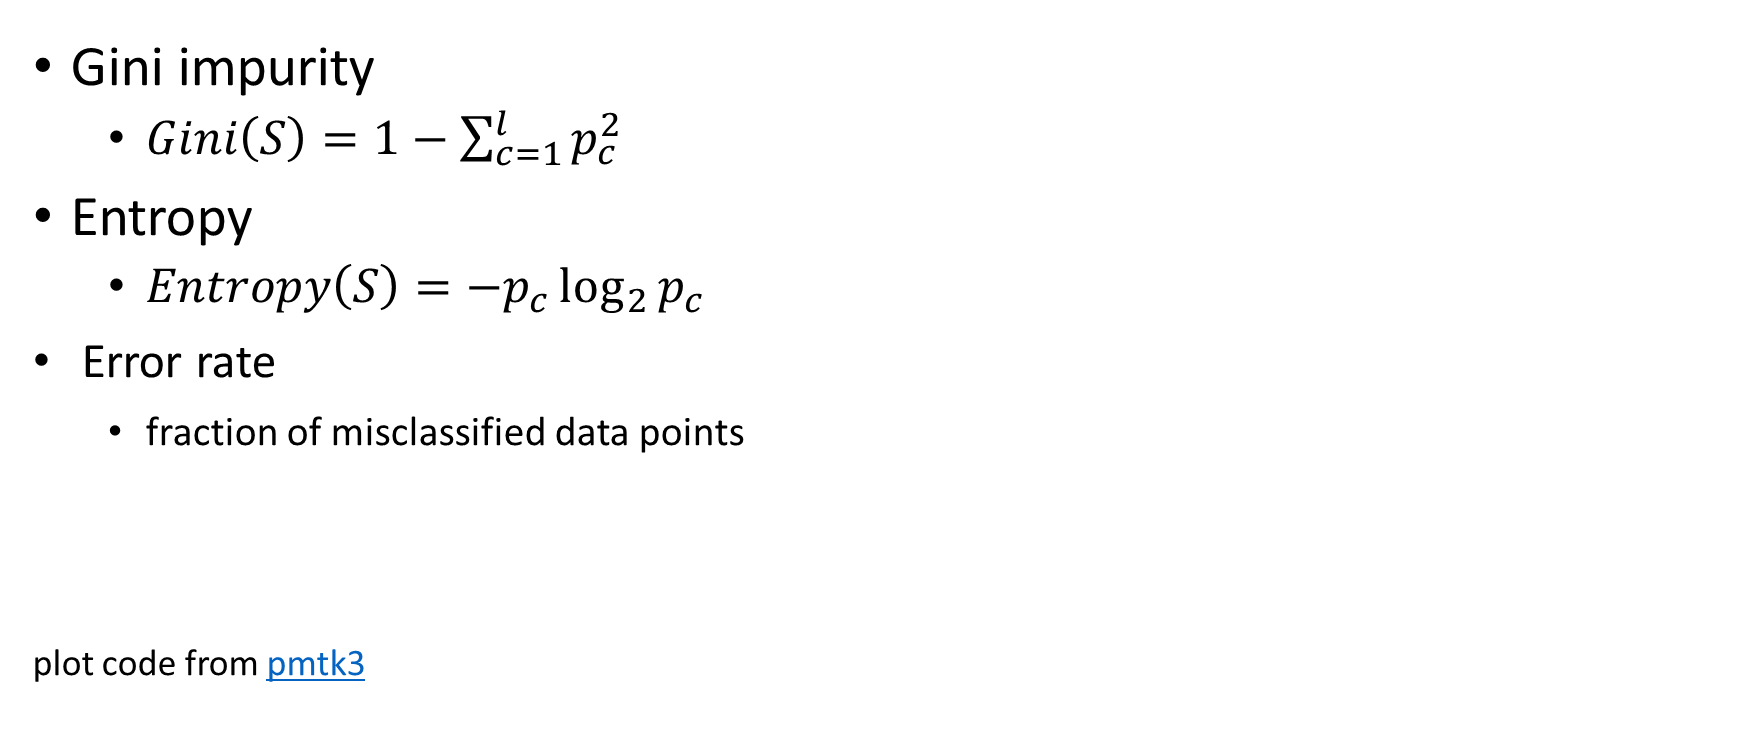 • Gini impurity
• Gini(S) = 1 − ∑_{c=1}^{l} p_c^2
• Entropy
• Entropy(S) = −p_c log_2 p_c
• Error rate
• fraction of misclassified data points
plot code from pmtk3